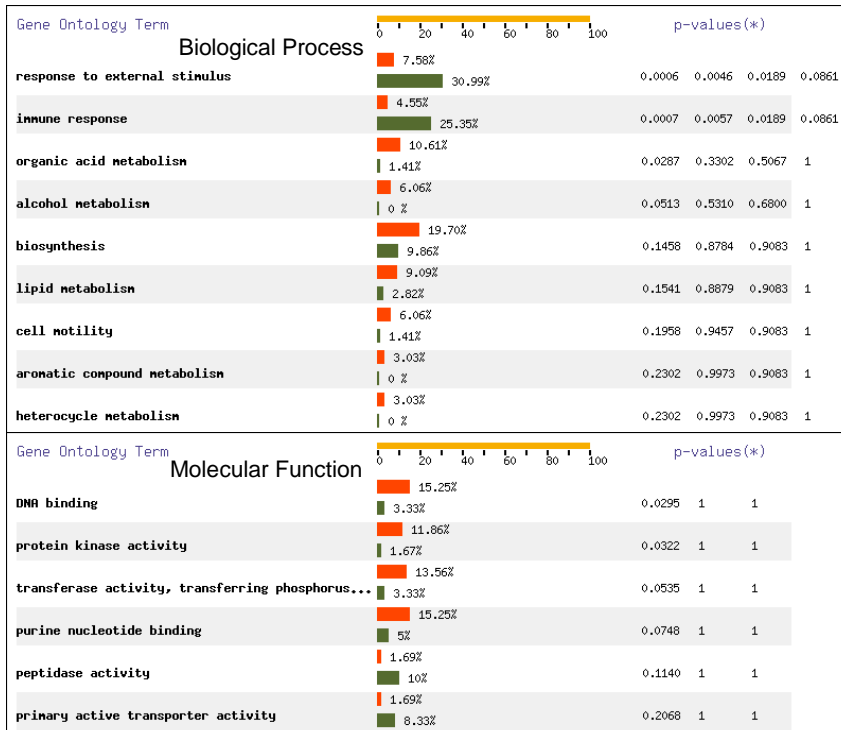 Gene Ontology Term 0 20 40 60 80 100 p-values(*)
Biological Process
7.58%
response to external stimulus 30.99% 0.0006 0.0046 0.0189 0.0861
4.55%
immune response 25.35% 0.0007 0.0057 0.0189 0.0861
10.61%
organic acid metabolism 1.41% 0.0287 0.3302 0.5067 1
6.06%
alcohol metabolism 0 % 0.0513 0.5310 0.6800 1
19.70%
biosynthesis 9.86% 0.1458 0.8784 0.9083 1
9.09%
lipid metabolism 2.82% 0.1541 0.8879 0.9083 1
6.06%
cell motility 1.41% 0.1958 0.9457 0.9083 1
3.03%
aromatic compound metabolism 0 % 0.2302 0.9973 0.9083 1
3.03%
heterocycle metabolism 0 % 0.2302 0.9973 0.9083 1
Gene Ontology Term 0 20 40 60 80 100 p-values(*)
Molecular Function
15.25%
DNA binding 3.33% 0.0295 1 1
11.86%
protein kinase activity 1.67% 0.0322 1 1
13.56%
transferase activity, transferring phosphorus... 3.33% 0.0535 1 1
15.25%
purine nucleotide binding 5% 0.0748 1 1
1.69%
peptidase activity 10% 0.1140 1 1
1.69%
primary active transporter activity 8.33% 0.2068 1 1